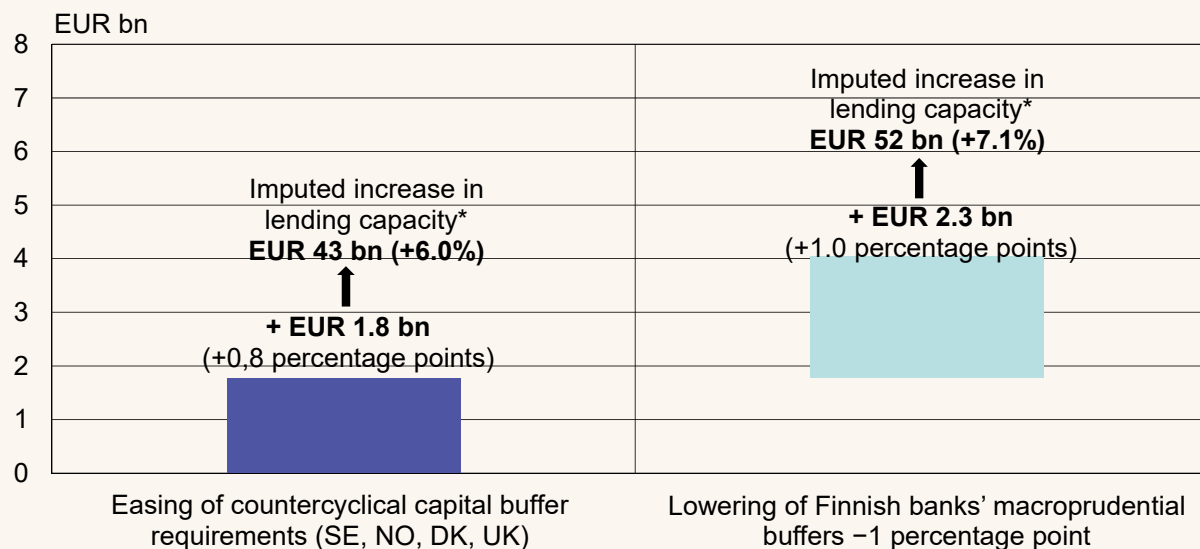 EUR bn
8
7
6
5
4
3
2
1
0
Imputed increase in
lending capacity*
EUR 43 bn (+6.0%)
+ EUR 1.8 bn
(+0,8 percentage points)
Imputed increase in
lending capacity*
EUR 52 bn (+7.1%)
+ EUR 2.3 bn
(+1.0 percentage points)
Easing of countercyclical capital buffer
requirements (SE, NO, DK, UK)
Lowering of Finnish banks’ macroprudential
buffers −1 percentage point